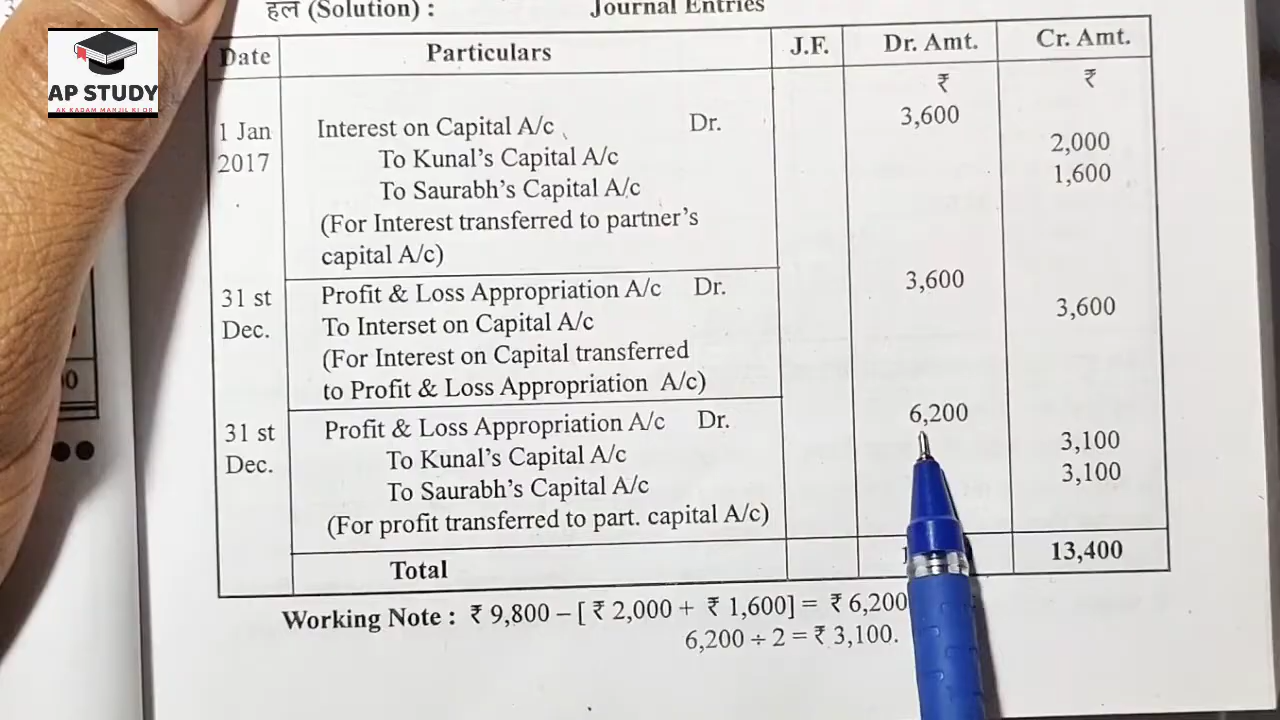 हल (Solution) : Journal Entries
AP STUDY
AK KADAM MANJIL KI OR
Date Particulars J.F. Dr. Amt. Cr. Amt.
₹ ₹
1 Jan Interest on Capital A/c Dr. 3,600
2017 To Kunal's Capital A/c 2,000
To Saurabh's Capital A/c 1,600
(For Interest transferred to partner's
capital A/c)
31 st Profit & Loss Appropriation A/c Dr. 3,600
Dec. To Interset on Capital A/c 3,600
(For Interest on Capital transferred
to Profit & Loss Appropriation A/c)
31 st Profit & Loss Appropriation A/c Dr. 6,200
Dec. To Kunal's Capital A/c 3,100
To Saurabh's Capital A/c 3,100
(For profit transferred to part. capital A/c)
Total 13,400
Working Note : ₹ 9,800 – [ ₹ 2,000 + ₹ 1,600] = ₹ 6,200
6,200 ÷ 2 = ₹ 3,100.